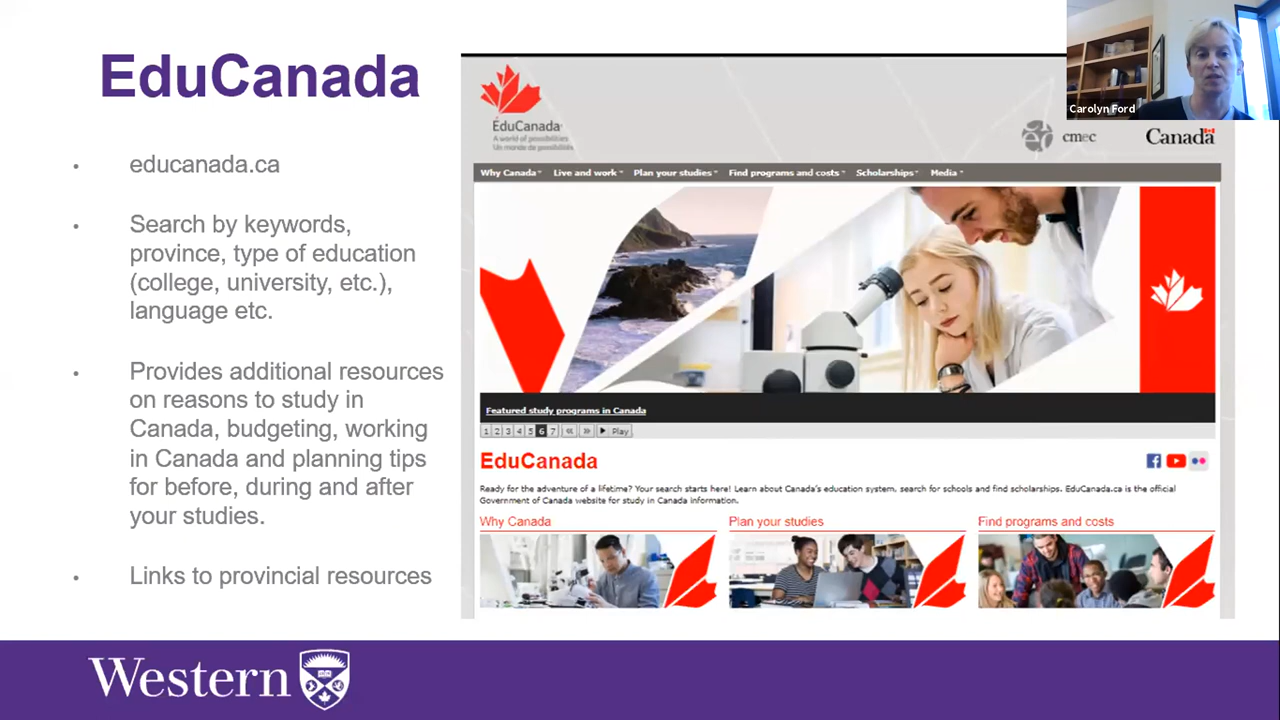 EduCanada
educanada.ca
Search by keywords,
province, type of education
(college, university, etc.),
language etc.
Provides additional resources
on reasons to study in
Canada, budgeting, working
in Canada and planning tips
for before, during and after
your studies.
Links to provincial resources
Carolyn Ford
ÉduCanada
A world of possibilities
Un monde de possibilités
cmec
Canada
Why Canada Live and work Plan your studies Find programs and costs Scholarships Media
Featured study programs in Canada
1 2 3 4 5 6 7 « » Play
EduCanada
Ready for the adventure of a lifetime? Your search starts here! Learn about Canada's education system, search for schools and find scholarships. EduCanada.ca is the official
Government of Canada website for study in Canada information.
Why Canada Plan your studies Find programs and costs
Western